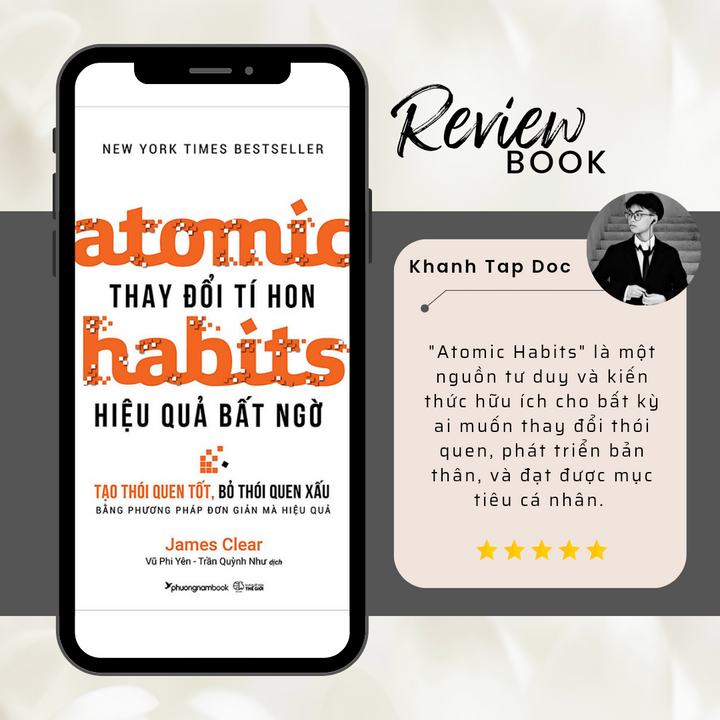 NEW YORK TIMES BESTSELLER
atomic
THAY ĐỔI TÍ HON
habits
HIỆU QUẢ BẤT NGỜ
TẠO THÓI QUEN TỐT, BỎ THÓI QUEN XẤU
BẰNG PHƯƠNG PHÁP ĐƠN GIẢN MÀ HIỆU QUẢ
James Clear
Vũ Phi Yên - Trần Quỳnh Như dịch
phuongnambook
THẾ GIỚI
Review
BOOK
Khanh Tap Doc
"Atomic Habits" là một
nguồn tư duy và kiến
thức hữu ích cho bất kỳ
ai muốn thay đổi thói
quen, phát triển bản
thân, và đạt được mục
tiêu cá nhân.